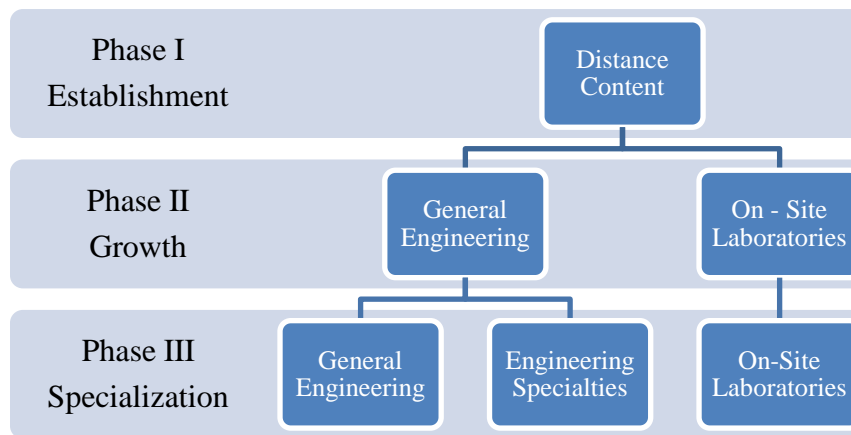 Phase I
Establishment
Distance
Content
Phase II
Growth
General
Engineering
On - Site
Laboratories
Phase III
Specialization
General
Engineering
Engineering
Specialties
On-Site
Laboratories